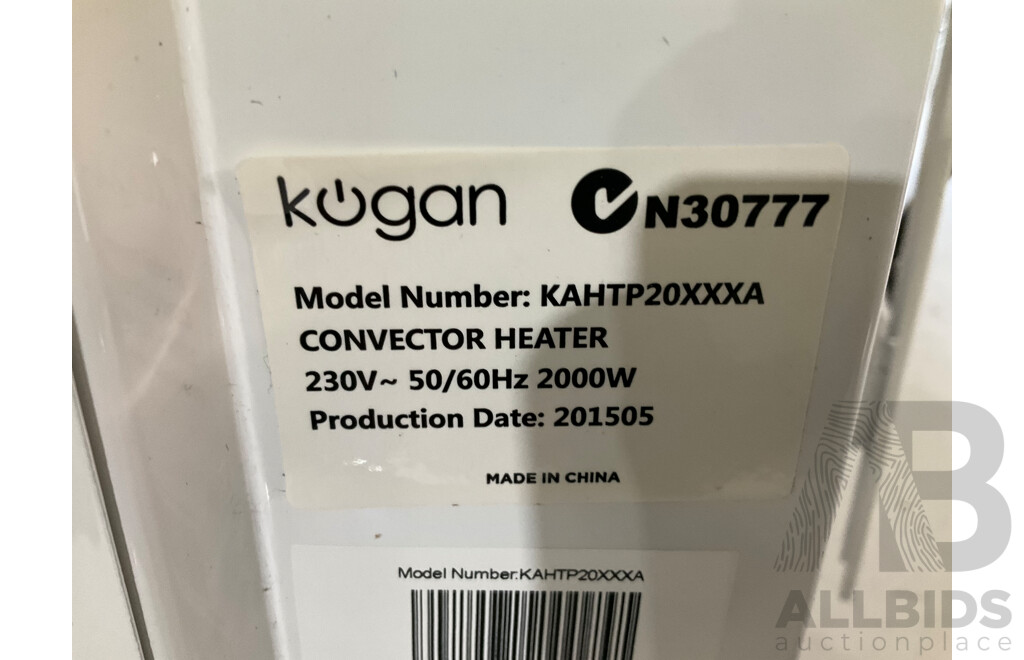 kogan
N30777
Model Number: KAHTP20XXXA
CONVECTOR HEATER
230V~ 50/60Hz 2000W
Production Date: 201505
MADE IN CHINA
Model Number:KAHTP20XXXA
AB
ALLBIDS
auctionplace